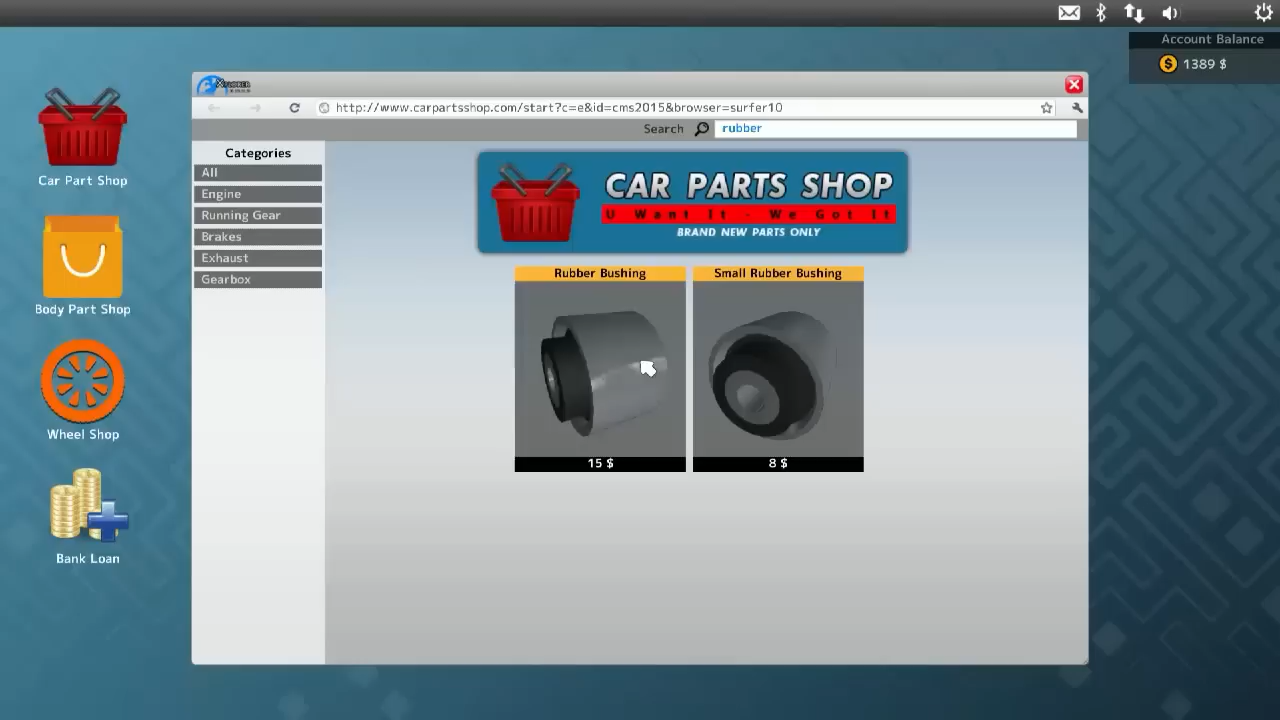 Account Balance
$ 1389 $
http://www.carpartsshop.com/start?c=e&id=cms2015&browser=surfer10
Search rubber
Car Part Shop
Body Part Shop
Wheel Shop
Bank Loan
Categories
All
Engine
Running Gear
Brakes
Exhaust
Gearbox
CAR PARTS SHOP
U Want It - We Got It
BRAND NEW PARTS ONLY
Rubber Bushing
15 $
Small Rubber Bushing
8 $